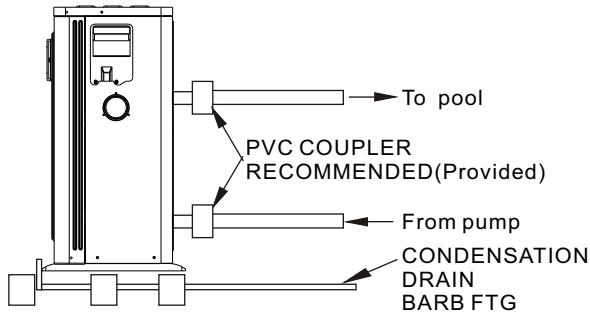 To pool
PVC COUPLER
RECOMMENDED(Provided)
From pump
CONDENSATION
DRAIN
BARB FTG